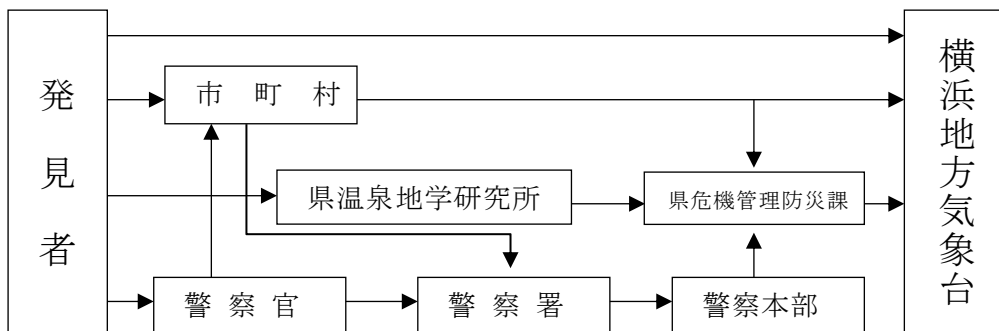 発見者
市町村
県温泉地学研究所
県危機管理防災課
警察官
警察署
警察本部
横浜地方気象台